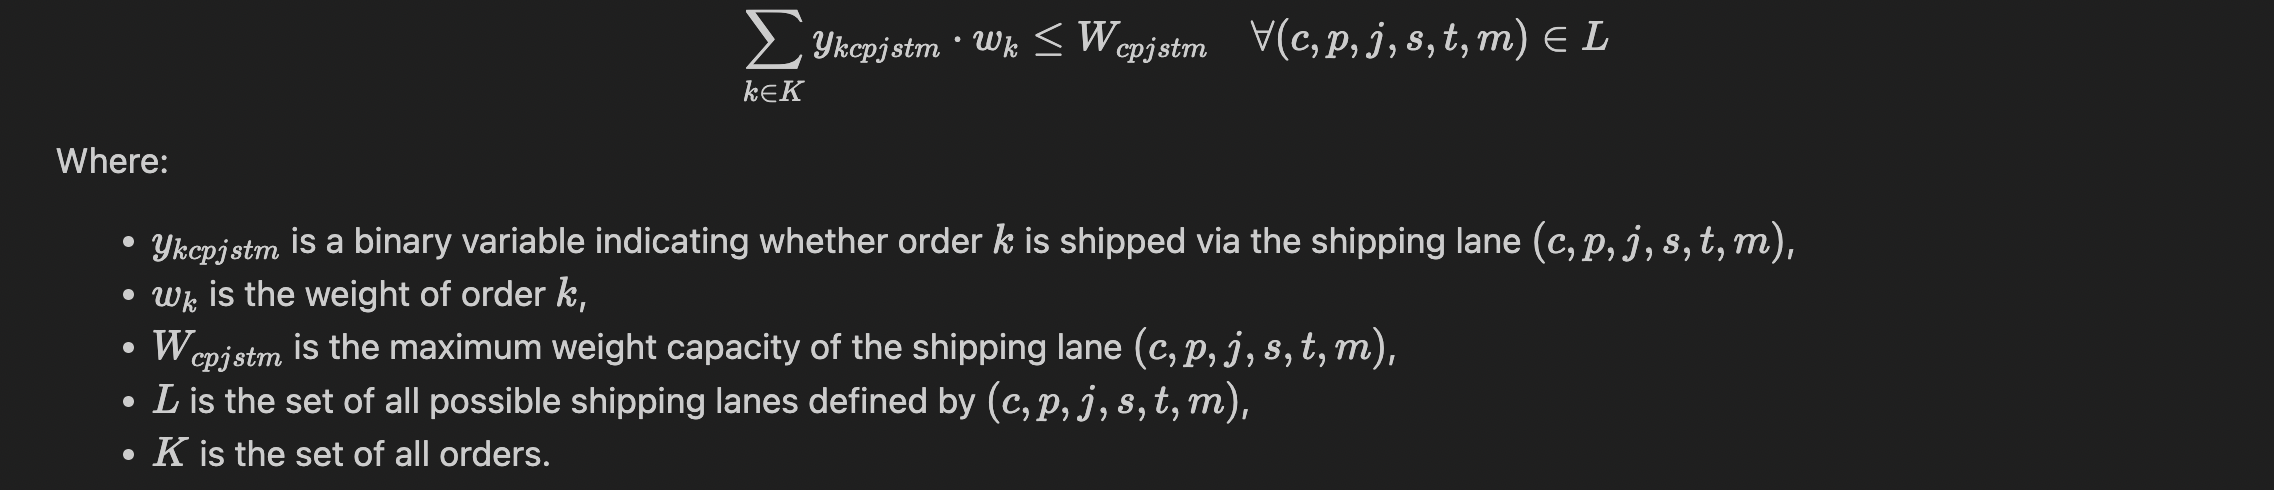 \sum_{k \in K} y_{kcpjstm} \cdot w_k \leq W_{cpjstm} \quad \forall (c, p, j, s, t, m) \in L
Where:
• y_{kcpjstm} is a binary variable indicating whether order k is shipped via the shipping lane (c, p, j, s, t, m),
• w_k is the weight of order k,
• W_{cpjstm} is the maximum weight capacity of the shipping lane (c, p, j, s, t, m),
• L is the set of all possible shipping lanes defined by (c, p, j, s, t, m),
• K is the set of all orders.